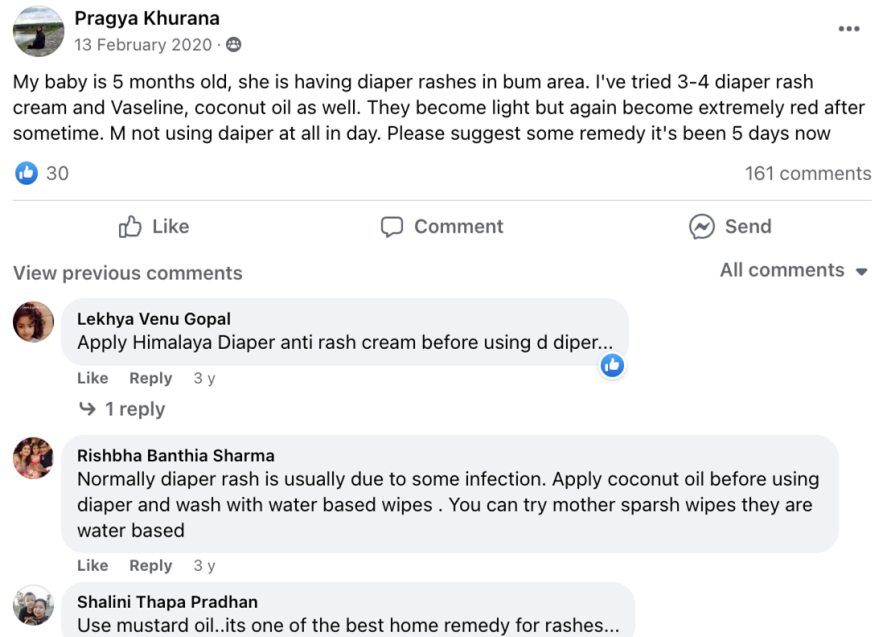 Pragya Khurana
13 February 2020 ·
My baby is 5 months old, she is having diaper rashes in bum area. I've tried 3-4 diaper rash
cream and Vaseline, coconut oil as well. They become light but again become extremely red after
sometime. M not using daiper at all in day. Please suggest some remedy it's been 5 days now
30
161 comments
Like
Comment
Send
View previous comments
All comments
Lekhya Venu Gopal
Apply Himalaya Diaper anti rash cream before using d diper...
Like Reply 3 y
1 reply
Rishbha Banthia Sharma
Normally diaper rash is usually due to some infection. Apply coconut oil before using
diaper and wash with water based wipes . You can try mother sparsh wipes they are
water based
Like Reply 3 y
Shalini Thapa Pradhan
Use mustard oil..its one of the best home remedy for rashes...